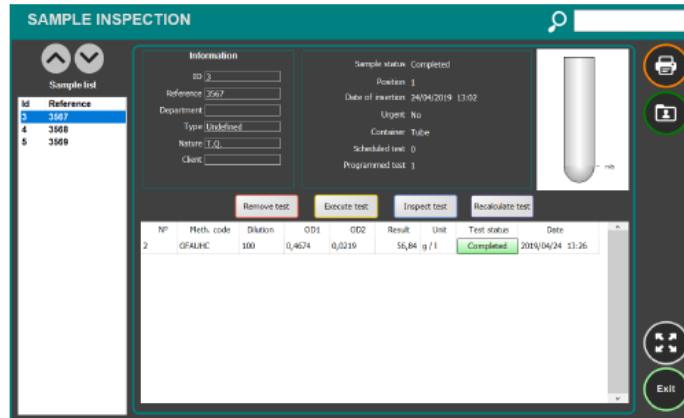 SAMPLE INSPECTION
Sample list
Id Reference
3 3567
4 3568
5 3569
Information
ID 3
Reference 3567
Department
Type Undefined
Nature T.Q.
Client
Sample status Completed
Position 1
Date of insertion 24/04/2019 13:02
Urgent No
Container Tube
Scheduled test 0
Programmed test 1
Remove test Execute test Inspect test Recalculate test
Nº Meth. code Dilution OD1 OD2 Result Unit Test status Date
2 GFAUHC 100 0,4674 0,0219 56,84 g / l Completed 2019/04/24 13:26
Exit